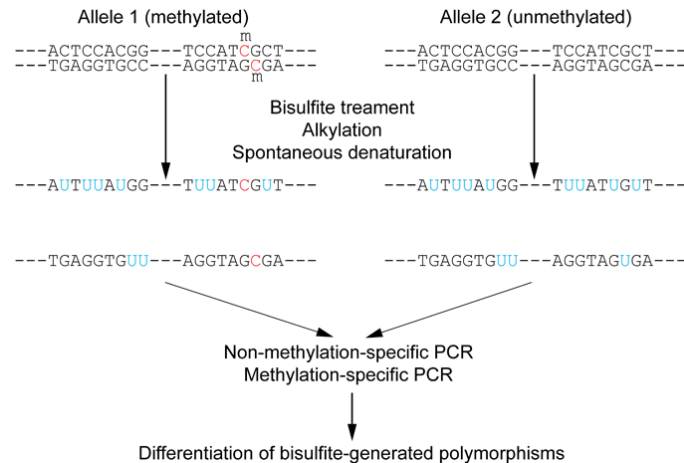 Allele 1 (methylated) Allele 2 (unmethylated)
m
---ACTCCACGG---TCCATCGCT--- ---ACTCCACGG---TCCATCGCT---
---TGAGGTGCC---AGGTAGCGA--- ---TGAGGTGCC---AGGTAGCGA---
m
Bisulfite treament
Alkylation
Spontaneous denaturation
---AUTUUAUGG---TUUATCGUT--- ---AUTUUAUGG---TUUATUGUT---
---TGAGGTGUU---AGGTAGCGA--- ---TGAGGTGUU---AGGTAGUGA---
Non-methylation-specific PCR
Methylation-specific PCR
Differentiation of bisulfite-generated polymorphisms